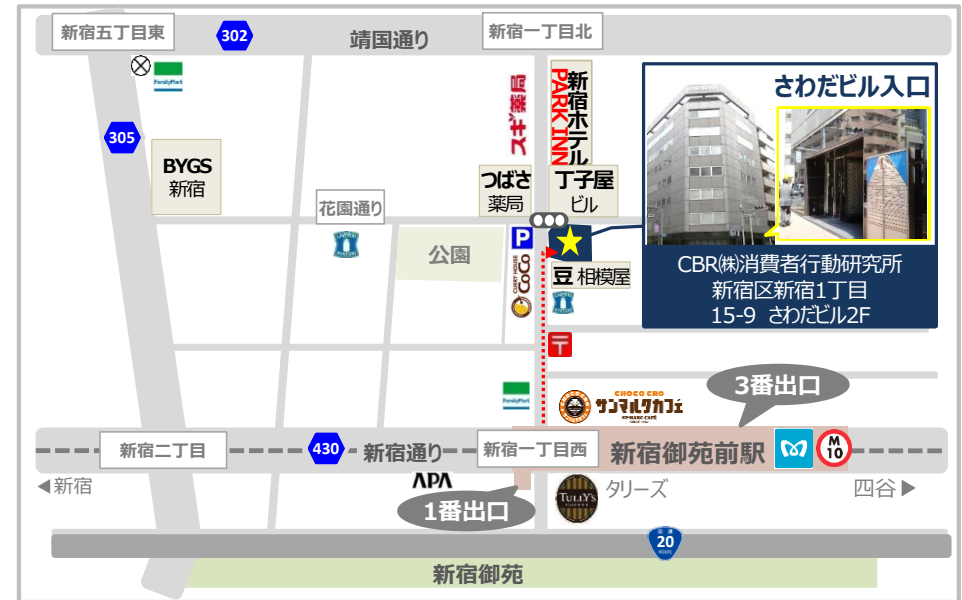 新宿五丁目東
302
靖国通り
新宿一丁目北
FamilyMart
305
BYGS
新宿
スギ薬局
新宿ホテル
PARK INN
つばさ
薬局
丁子屋
ビル
さわだビル入口
花園通り
公園
P
CURRY HOUSE
CoCo
豆 相模屋
CBR㈱消費者行動研究所
新宿区新宿1丁目
15-9 さわだビル2F
〒
FamilyMart
CHOCO CRO
サンマルクカフェ
3番出口
新宿二丁目
430
新宿通り
新宿一丁目西
新宿御苑前駅
M
10
◀新宿
APA
1番出口
TULLY'S
COFFEE
タリーズ
四谷▶
20
ROUTE
新宿御苑